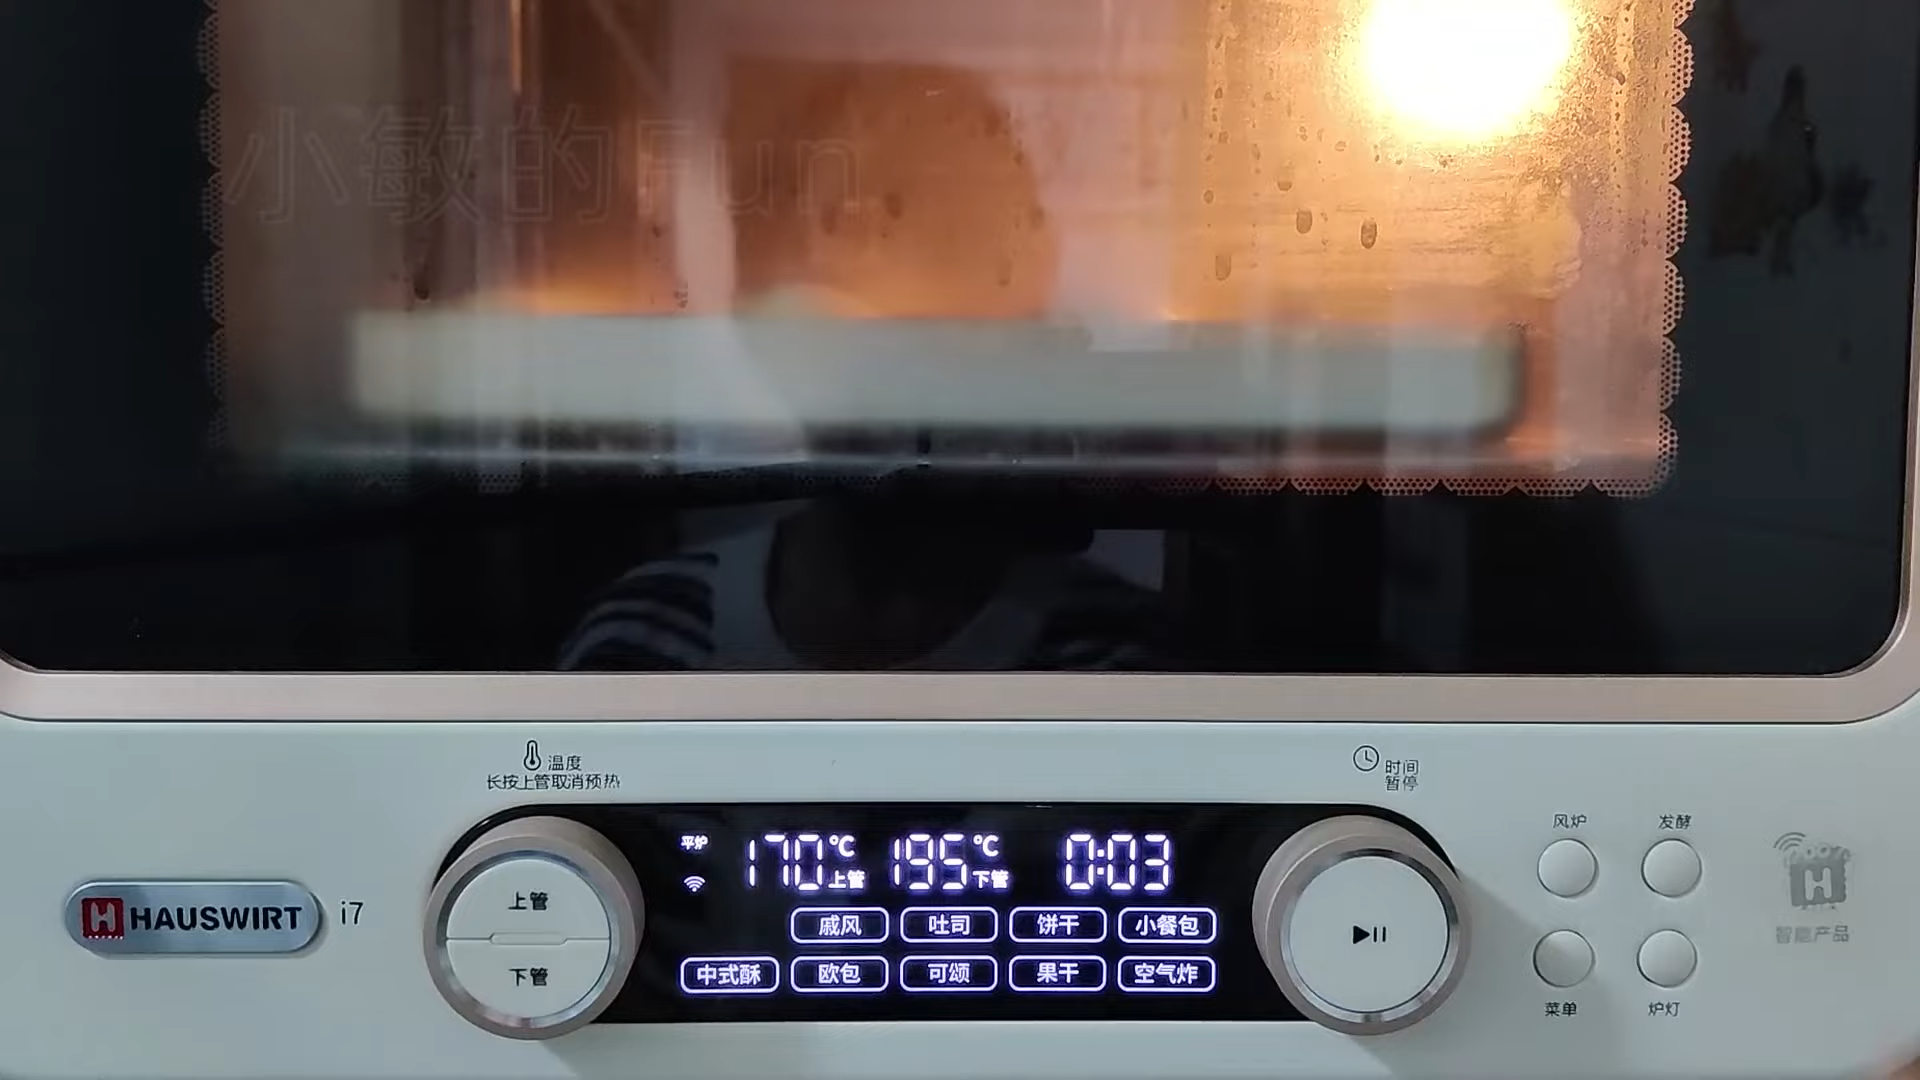 小敏的Fun
温度
长按上管取消预热
时间
暂停
平炉 170°C上管 195°C下管 0:03
戚风 吐司 饼干 小餐包
中式酥 欧包 可颂 果干 空气炸
上管
下管
HAUSWIRT i7
风炉 发酵
菜单 炉灯
智能产品